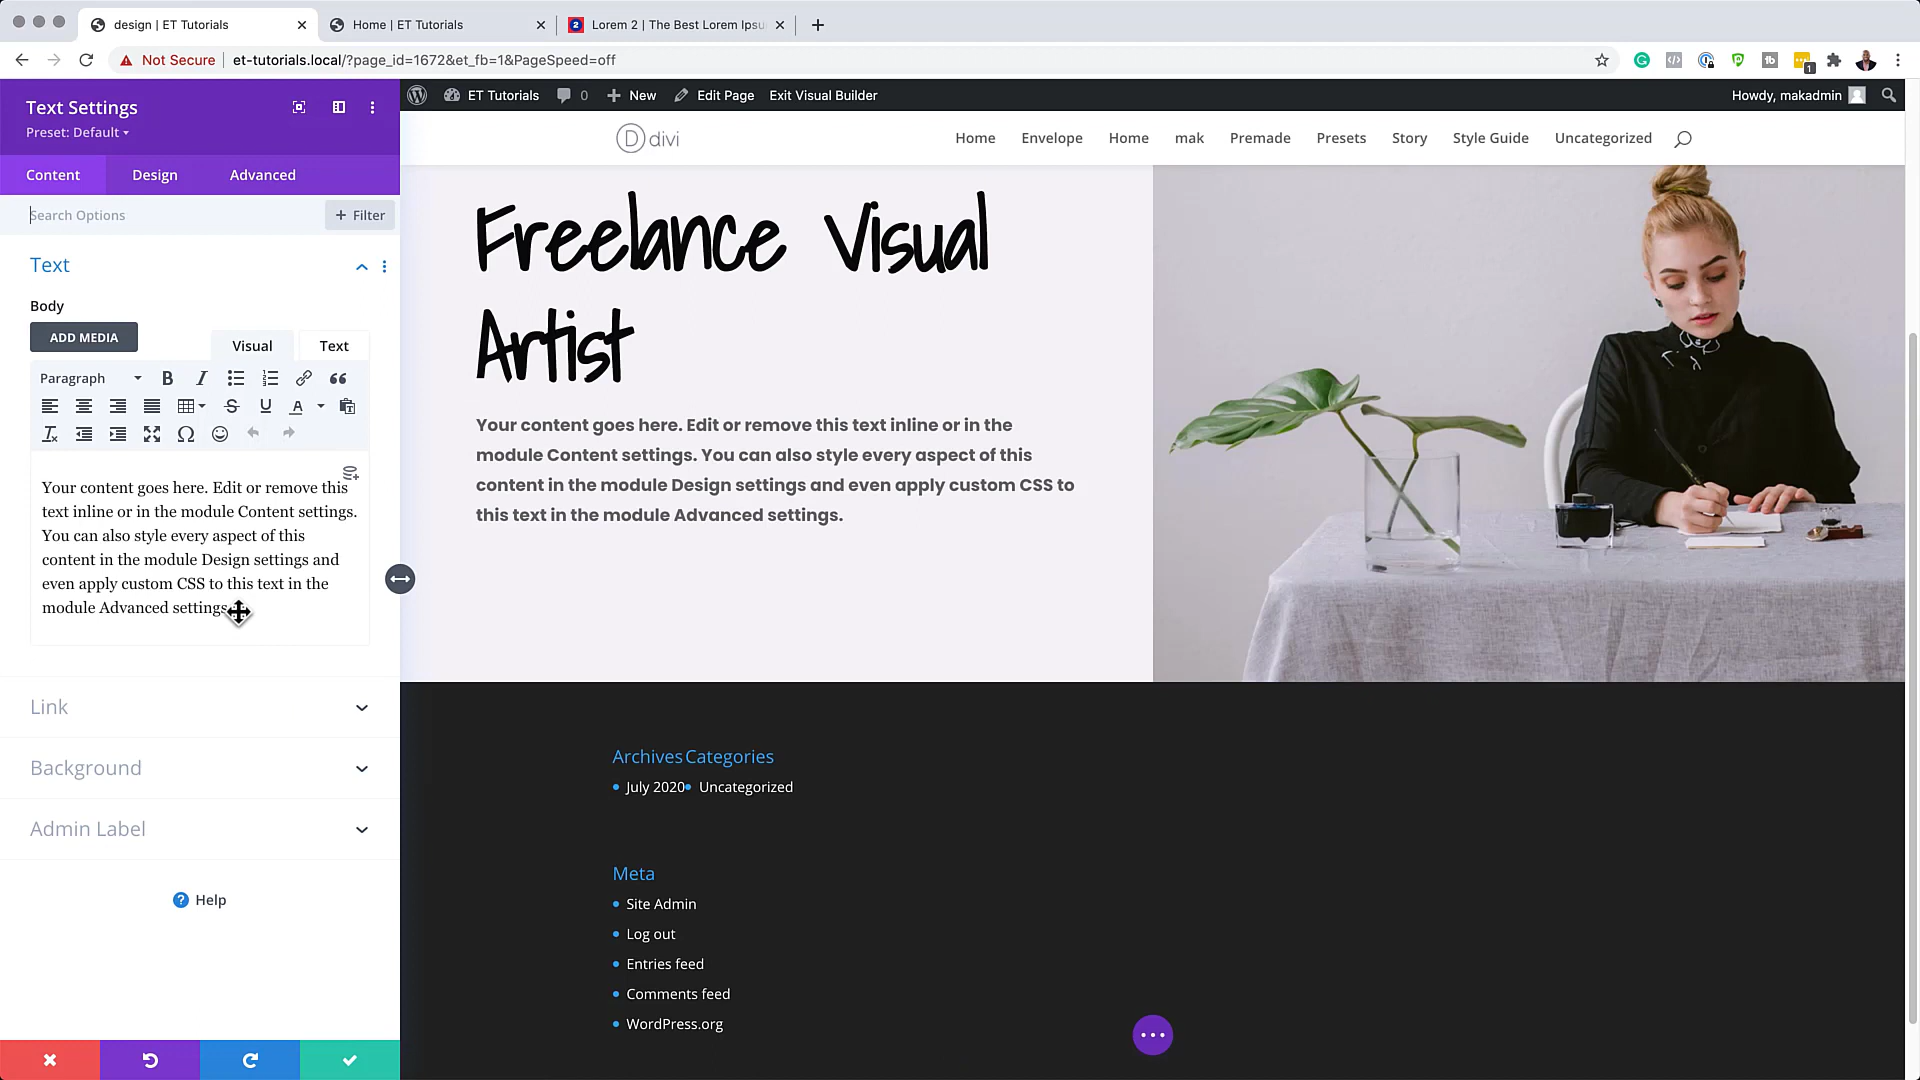 design | ET Tutorials
Home | ET Tutorials
2 Lorem 2 | The Best Lorem Ipsu
Not Secure et-tutorials.local/?page_id=1672&et_fb=1&PageSpeed=off
1
Text Settings
Preset: Default
Content Design Advanced
Search Options
+ Filter
Text
Body
ADD MEDIA
Visual Text
Paragraph
Your content goes here. Edit or remove this
text inline or in the module Content settings.
You can also style every aspect of this
content in the module Design settings and
even apply custom CSS to this text in the
module Advanced settings
Link
Background
Admin Label
? Help
ET Tutorials 0 + New Edit Page Exit Visual Builder
Howdy, makadmin
D divi
Home Envelope Home mak Premade Presets Story Style Guide Uncategorized
Freelance Visual
Artist
Your content goes here. Edit or remove this text inline or in the
module Content settings. You can also style every aspect of this
content in the module Design settings and even apply custom CSS to
this text in the module Advanced settings.
Archives Categories
July 2020 Uncategorized
Meta
Site Admin
Log out
Entries feed
Comments feed
WordPress.org